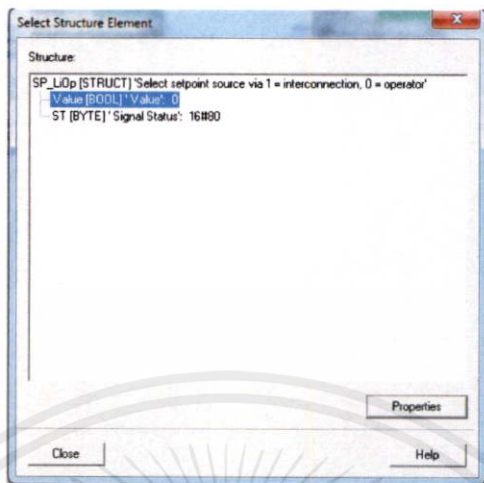 Select Structure Element
Structure:
SP_LiOp [STRUCT] 'Select setpoint source via 1 = interconnection, 0 = operator'
Value [BOOL] ' Value': 0
ST [BYTE] ' Signal Status': 16#80
Properties
Close
Help